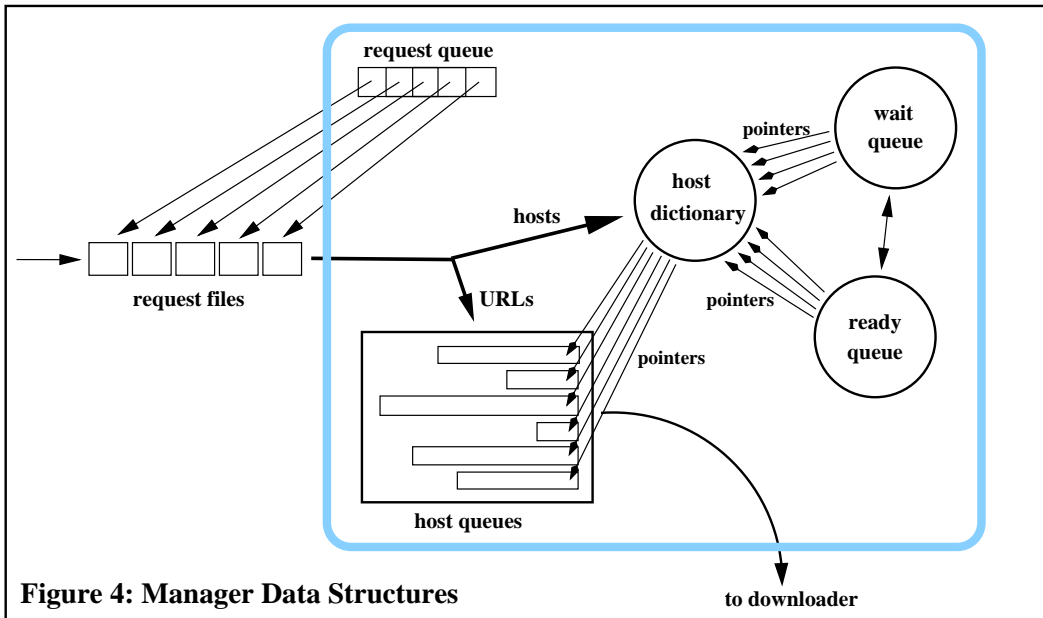 request queue
wait
queue
pointers
host
dictionary
hosts
request files
URLs
pointers
ready
queue
pointers
host queues
Figure 4: Manager Data Structures
to downloader